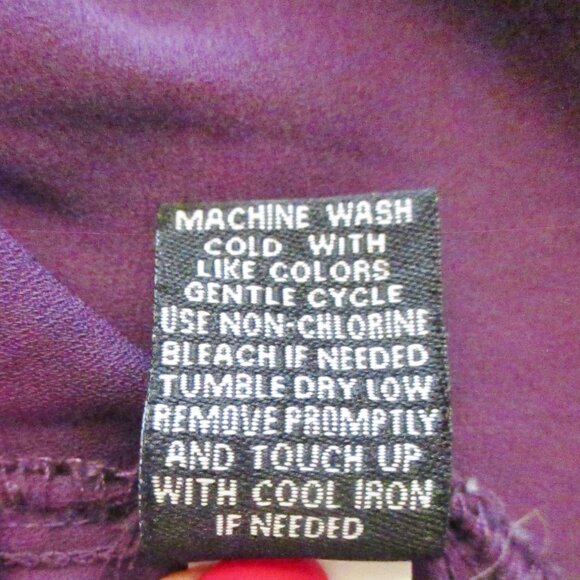 MACHINE WASH
COLD WITH
LIKE COLORS
GENTLE CYCLE
USE NON-CHLORINE
BLEACH IF NEEDED
TUMBLE DRY LOW
REMOVE PROMPTLY
AND TOUCH UP
WITH COOL IRON
IF NEEDED